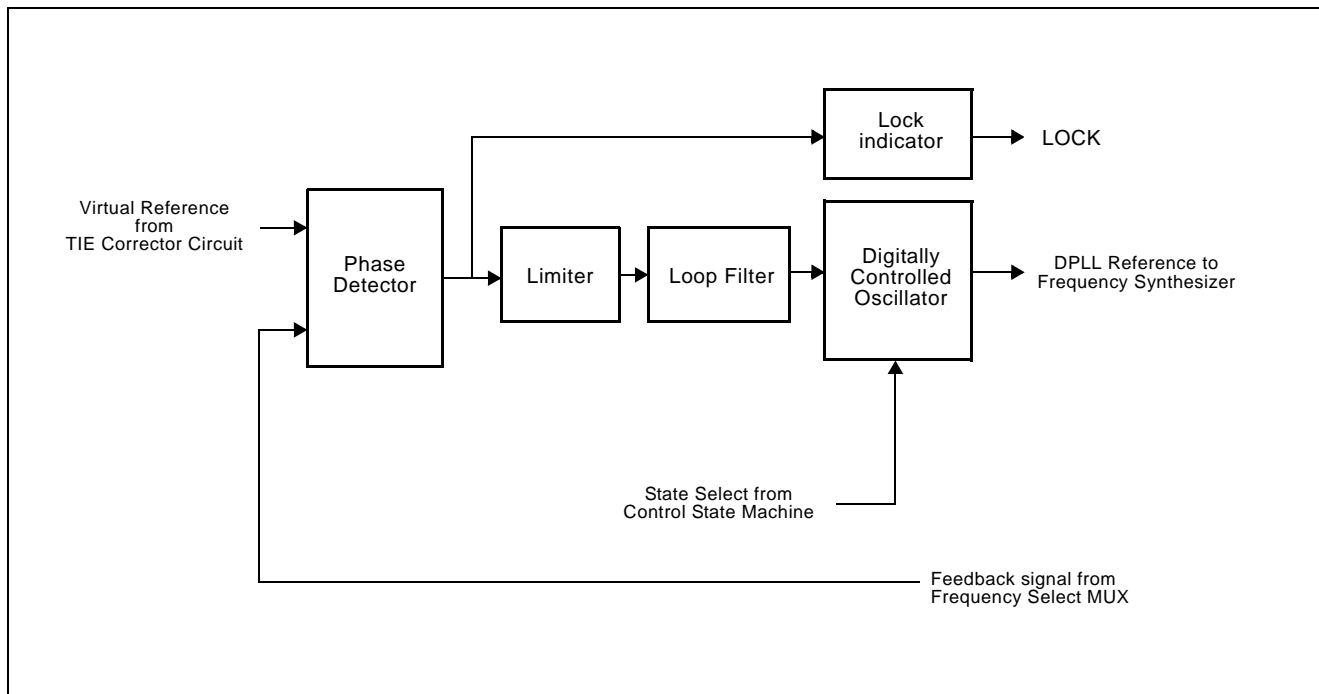 Lock
indicator
LOCK
Virtual Reference
from
TIE Corrector Circuit
Phase
Detector
Limiter
Loop Filter
Digitally
Controlled
Oscillator
DPLL Reference to
Frequency Synthesizer
State Select from
Control State Machine
Feedback signal from
Frequency Select MUX